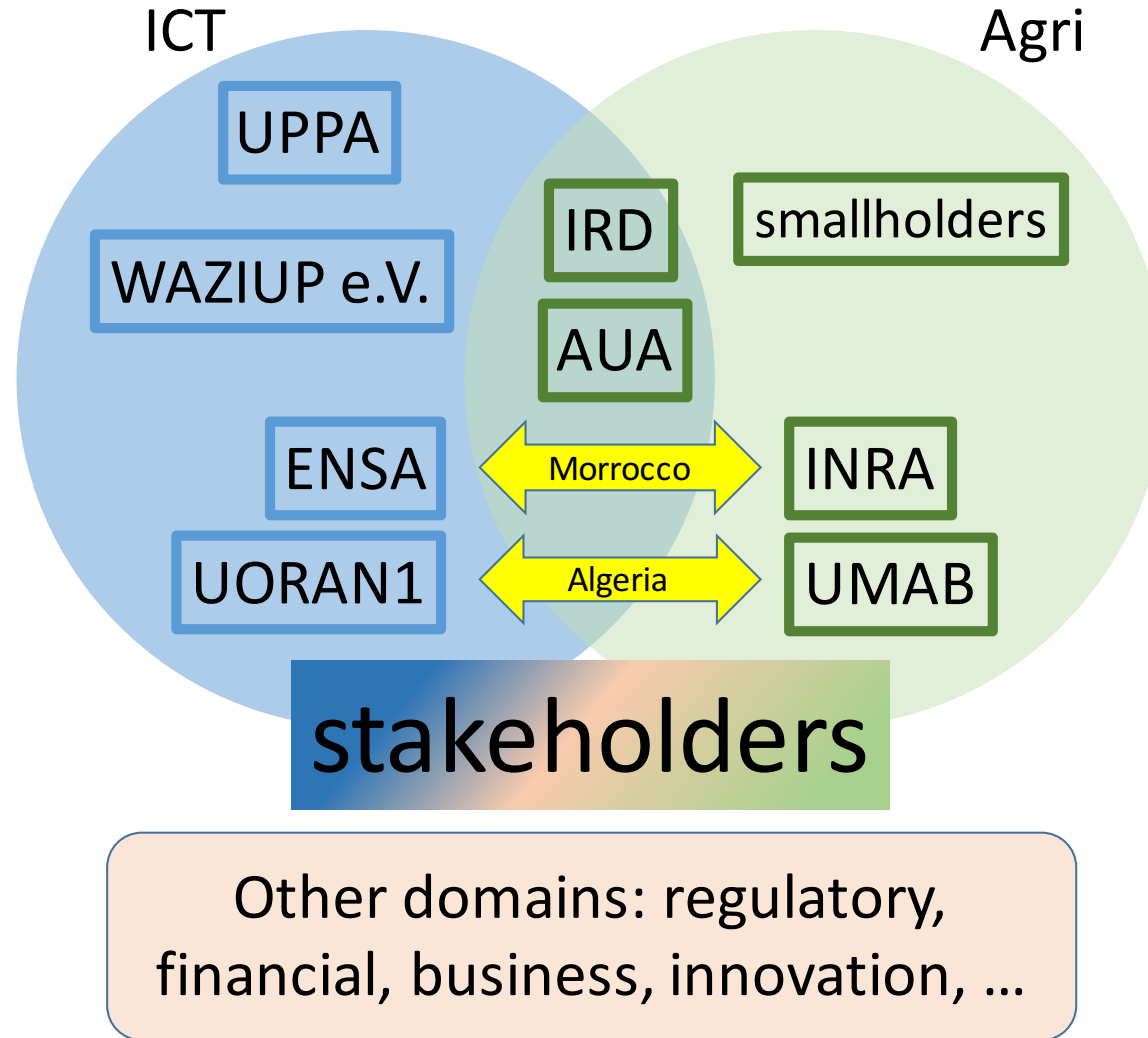 ICT
Agri
UPPA
IRD
smallholders
WAZIUP e.V.
AUA
ENSA
Morrocco
INRA
UORAN1
Algeria
UMAB
stakeholders
Other domains: regulatory,
financial, business, innovation, ...